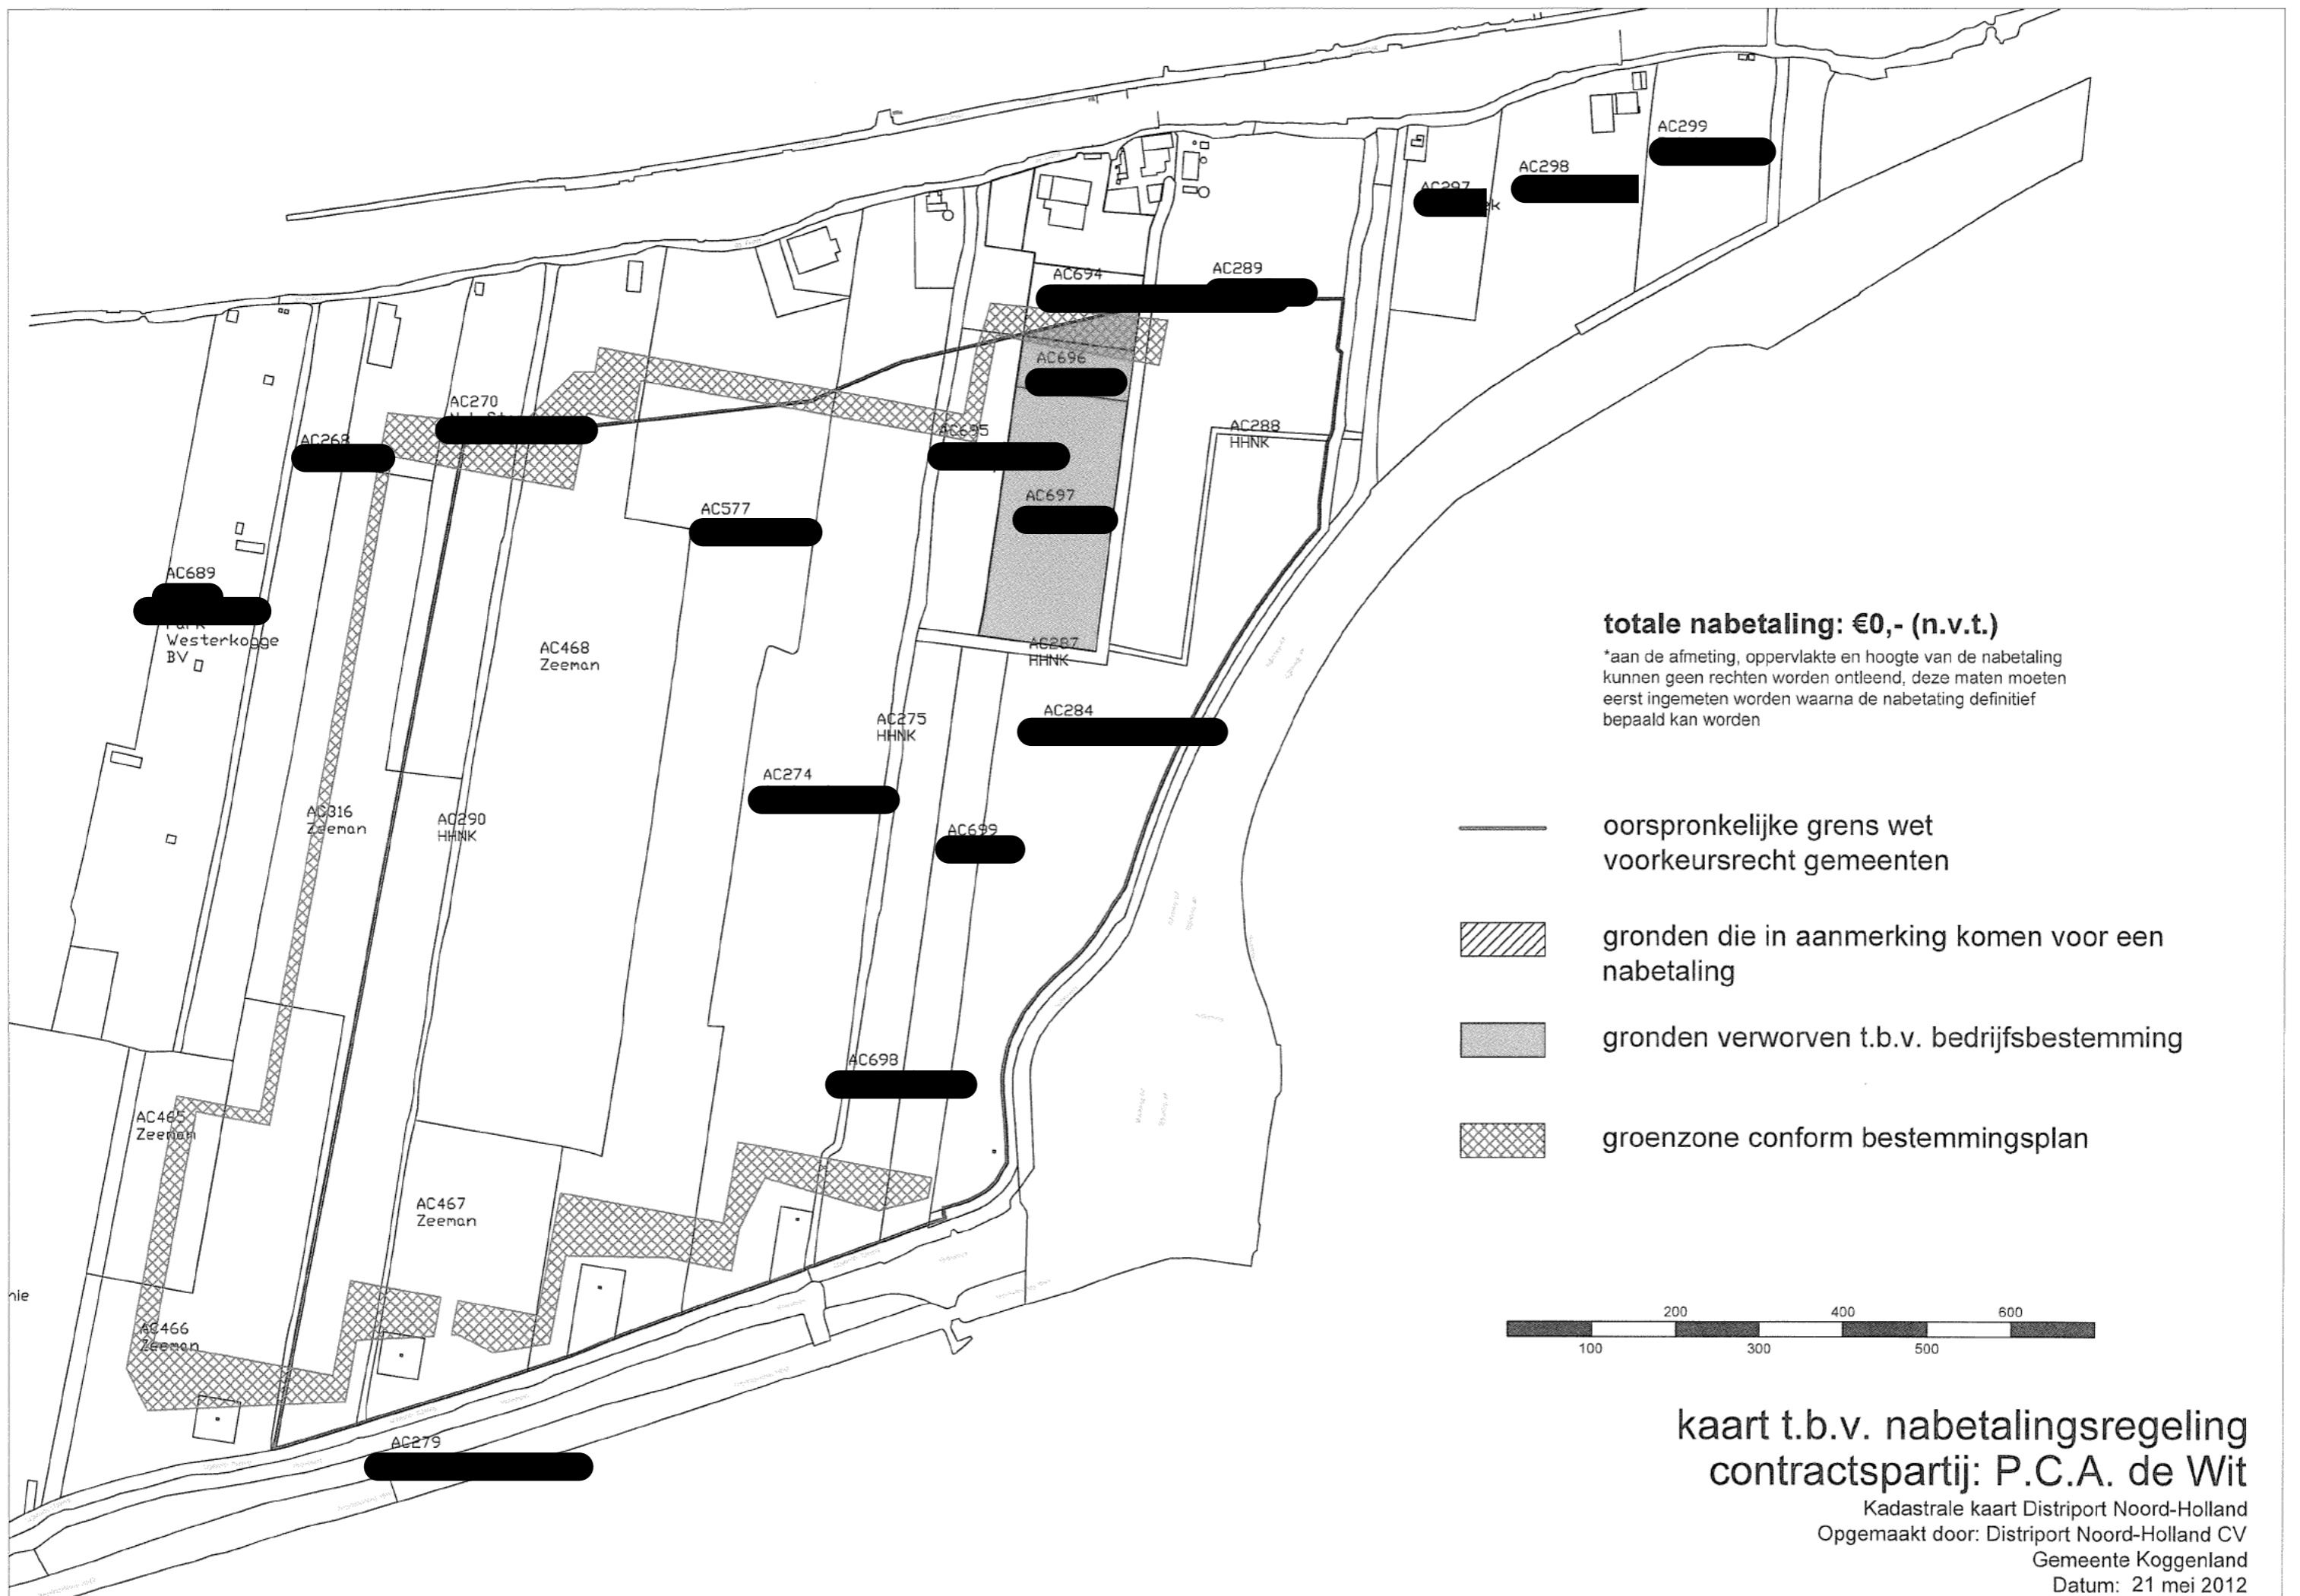 AC299
AC298
AC297
AC289
AC694
AC696
AC270
AC268
AC695
AC288
HHNK
AC697
AC577
AC689
Park
Westerkogge
BV
AC468
Zeeman
AC287
HHNK
AC284
AC275
HHNK
AC274
AC316
Zeeman
AC290
HHNK
AC699
AC698
AC465
Zeeman
AC467
Zeeman
AC466
Zeeman
AC279
totale nabetaling: €0,- (n.v.t.)
*aan de afmeting, oppervlakte en hoogte van de nabetaling
kunnen geen rechten worden ontleend, deze maten moeten
eerst ingemeten worden waarna de nabetating definitief
bepaald kan worden
oorspronkelijke grens wet
voorkeursrecht gemeenten
gronden die in aanmerking komen voor een
nabetaling
gronden verworven t.b.v. bedrijfsbestemming
groenzone conform bestemmingsplan
200 400 600
100 300 500
kaart t.b.v. nabetalingsregeling
contractspartij: P.C.A. de Wit
Kadastrale kaart Distriport Noord-Holland
Opgemaakt door: Distriport Noord-Holland CV
Gemeente Koggenland
Datum: 21 mei 2012